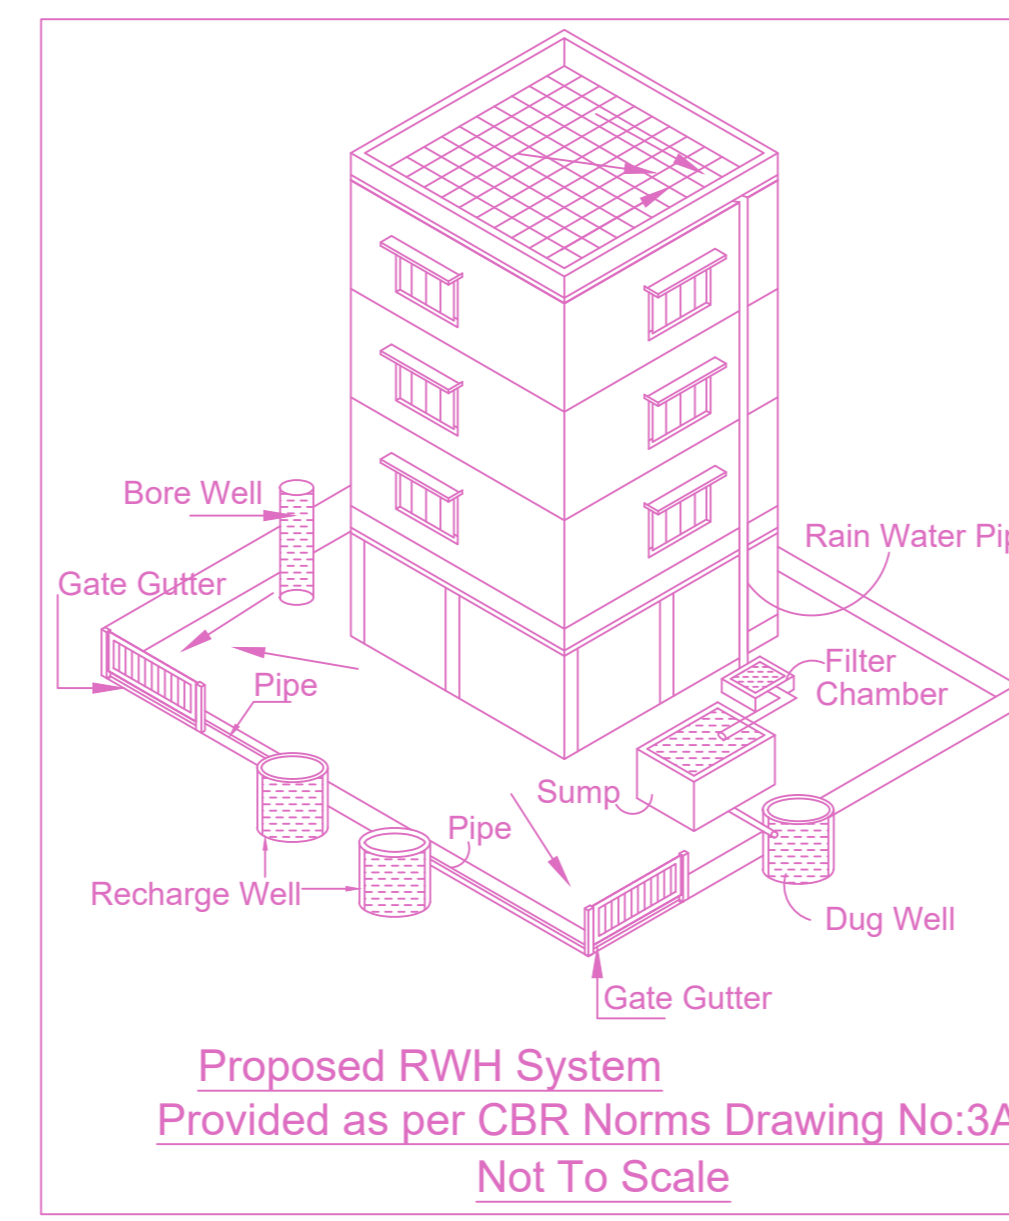 Bore Well
Rain Water Pip
Gate Gutter
Filter
Chamber
Pipe
Sump
Pipe
Recharge Well
Dug Well
Gate Gutter
Proposed RWH System
Provided as per CBR Norms Drawing No:3A
Not To Scale